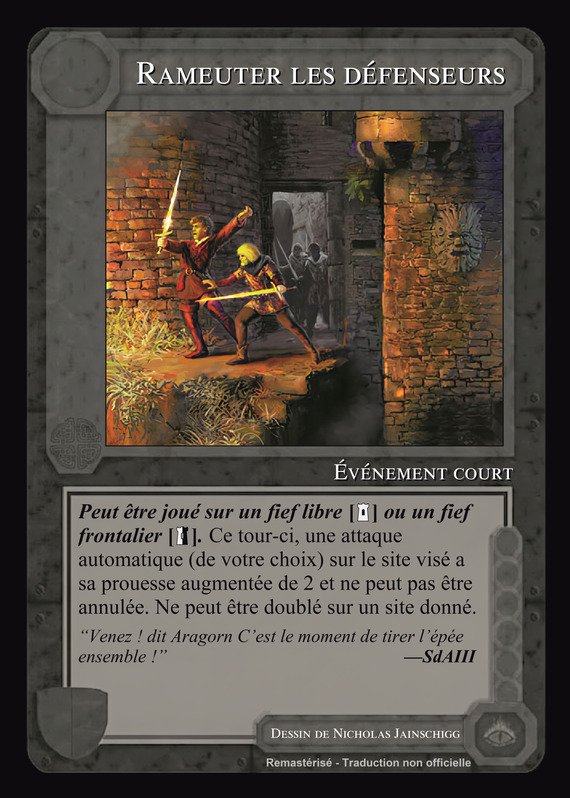 Rameuter les défenseurs
Événement court
Peut être joué sur un fief libre [] ou un fief
frontalier []. Ce tour-ci, une attaque
automatique (de votre choix) sur le site visé a
sa prouesse augmentée de 2 et ne peut pas être
annulée. Ne peut être doublé sur un site donné.
“Venez ! dit Aragorn C’est le moment de tirer l’épée
ensemble !” —SdAIII
Dessin de Nicholas Jainschigg
Remastérisé - Traduction non officielle